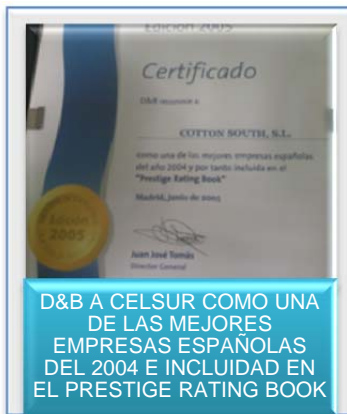 Edición 2005
Certificado
D&B reconoce a
COTTON SOUTH, S.L.
como una de las mejores empresas españolas
del año 2004 y por tanto incluida en el
"Prestige Rating Book"
Madrid, Junio de 2005
Juan José Tomás
Director General
Edición
2005
D&B A CELSUR COMO UNA
DE LAS MEJORES
EMPRESAS ESPAÑOLAS
DEL 2004 E INCLUIDAD EN
EL PRESTIGE RATING BOOK